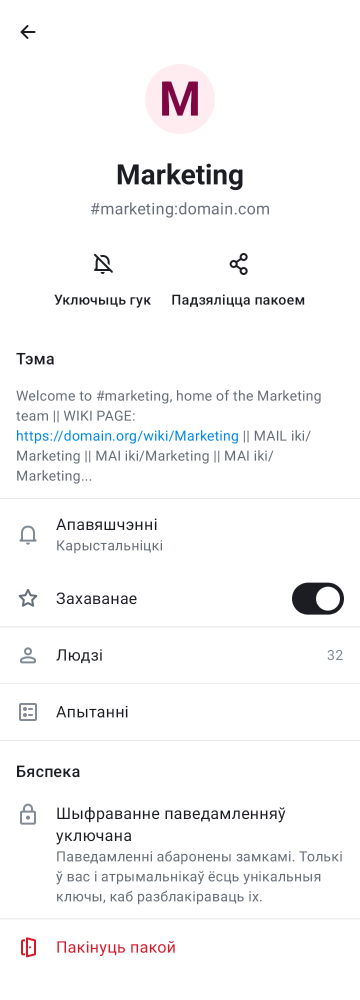 M
Marketing
#marketing:domain.com
Уключыць гук
Падзяліцца пакоем
Тэма
Welcome to #marketing, home of the Marketing
team || WIKI PAGE:
https://domain.org/wiki/Marketing || MAIL iki/
Marketing || MAI iki/Marketing || MAI iki/
Marketing...
Апавяшчэнні
Карыстальніцкі
Захаванае
Людзі 32
Апытанні
Бяспека
Шыфраванне паведамленняў
уключана
Паведамленні абаронены замкамі. Толькі
ў вас і атрымальнікаў ёсць унікальныя
ключы, каб разблакіраваць іх.
Пакінуць пакой